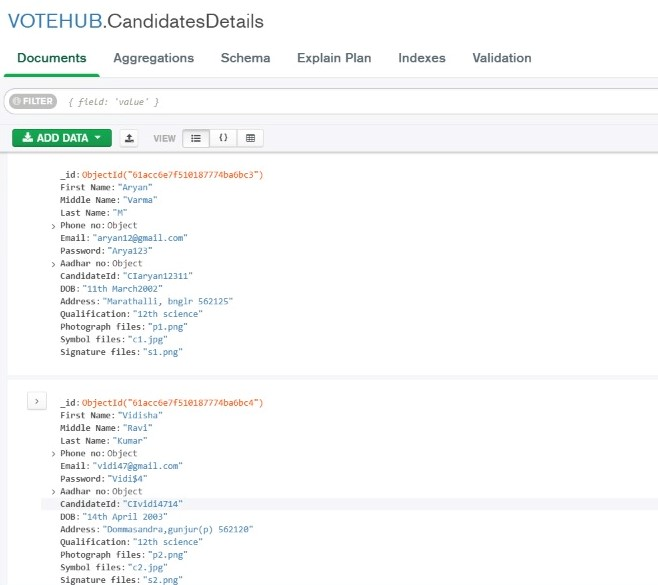 VOTEHUB.CandidatesDetails
Documents Aggregations Schema Explain Plan Indexes Validation
FILTER { field: 'value' }
ADD DATA VIEW {}
_id: ObjectId("61acc6e7f510187774ba6bc3")
First Name: "Aryan"
Middle Name: "Varma"
Last Name: "M"
> Phone no: Object
Email: "aryan12@gmail.com"
Password: "Arya123"
> Aadhar no: Object
CandidateId: "CIaryan12311"
DOB: "11th March2002"
Address: "Marathalli, bnglr 562125"
Qualification: "12th science"
Photograph files: "p1.png"
Symbol files: "c1.jpg"
Signature files: "s1.png"
> _id: ObjectId("61acc6e7f510187774ba6bc4")
First Name: "Vidisha"
Middle Name: "Ravi"
Last Name: "Kumar"
> Phone no: Object
Email: "vidi47@gmail.com"
Password: "Vidi$4"
> Aadhar no: Object
CandidateId: "CIvidi4714"
DOB: "14th April 2003"
Address: "Dommasandra,gunjur(p) 562120"
Qualification: "12th science"
Photograph files: "p2.png"
Symbol files: "c2.jpg"
Signature files: "s2.png"